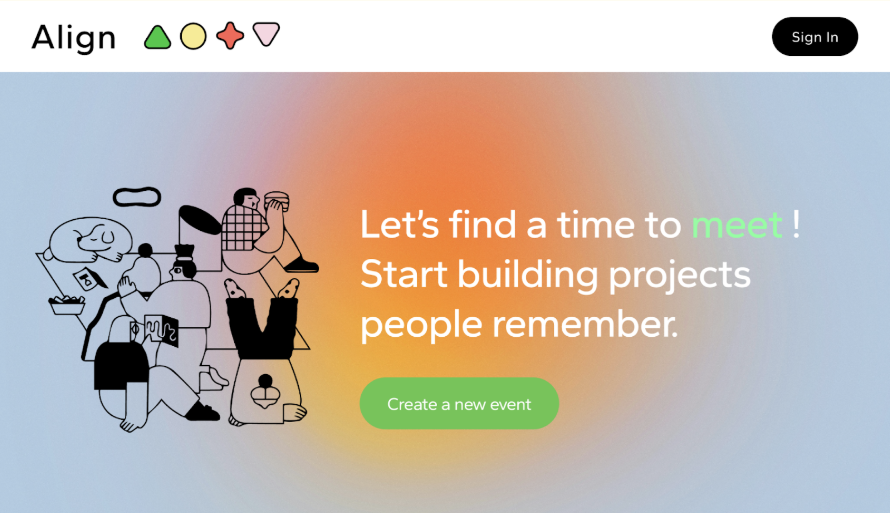 Align
Sign In
Let’s find a time to meet !
Start building projects
people remember.
Create a new event